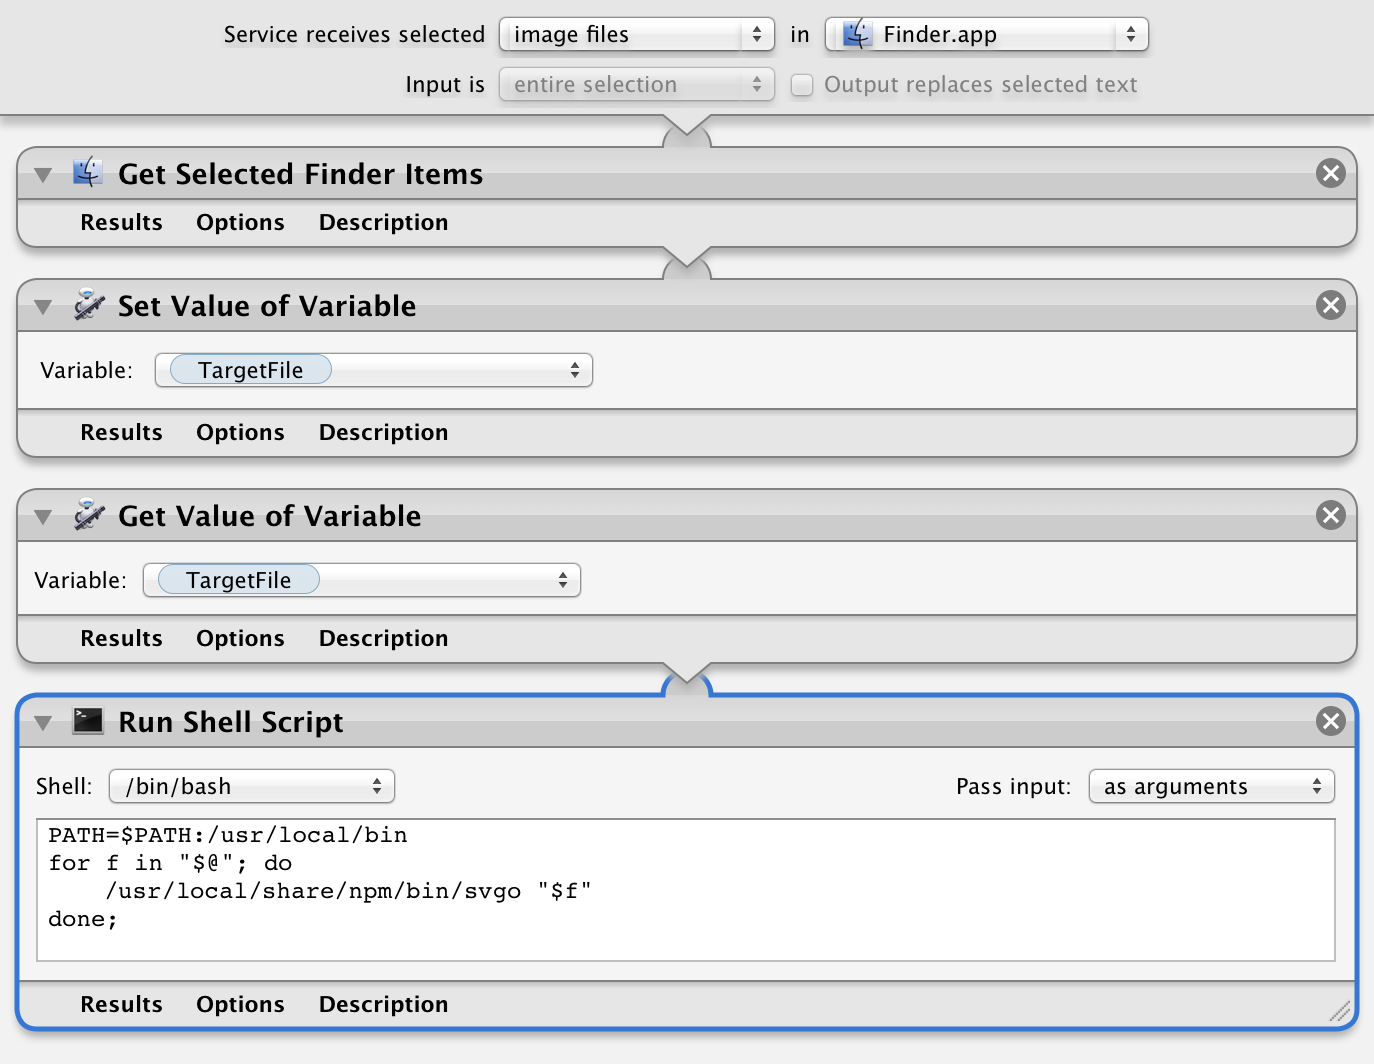 Service receives selected image files in Finder.app
Input is entire selection Output replaces selected text
Get Selected Finder Items
Results Options Description
Set Value of Variable
Variable: TargetFile
Results Options Description
Get Value of Variable
Variable: TargetFile
Results Options Description
Run Shell Script
Shell: /bin/bash Pass input: as arguments
PATH=$PATH:/usr/local/bin
for f in "$@"; do
    /usr/local/share/npm/bin/svgo "$f"
done;
Results Options Description